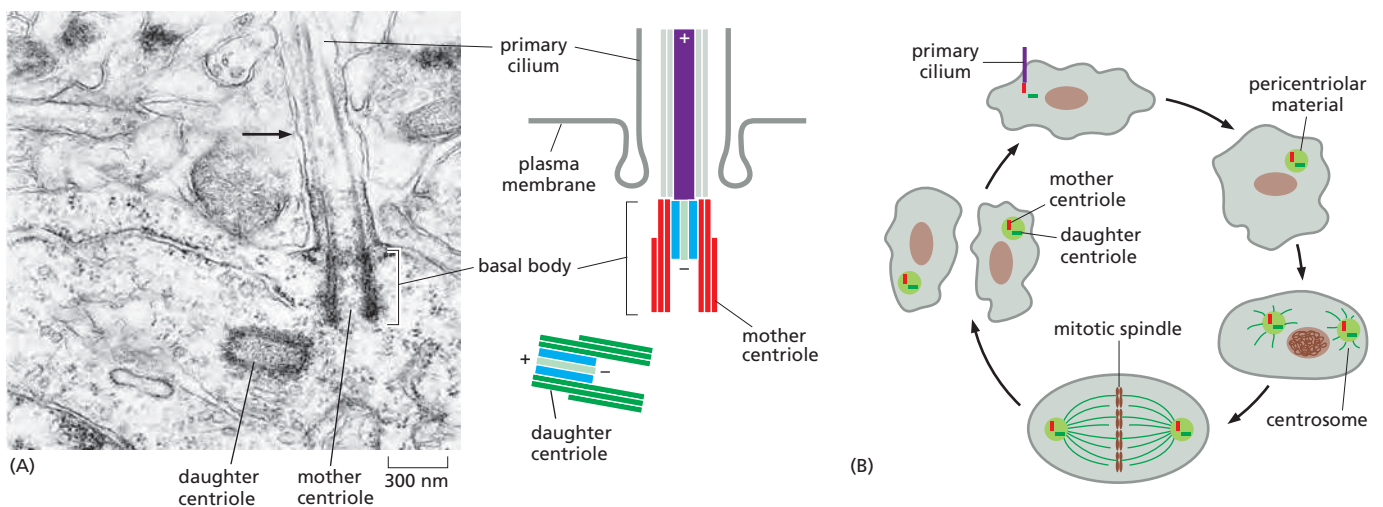 primary
cilium
plasma
membrane
basal body
mother
centriole
daughter
centriole
+
−
+
−
(A)
daughter
centriole
mother
centriole
300 nm
primary
cilium
pericentriolar
material
mother
centriole
daughter
centriole
mitotic spindle
centrosome
(B)